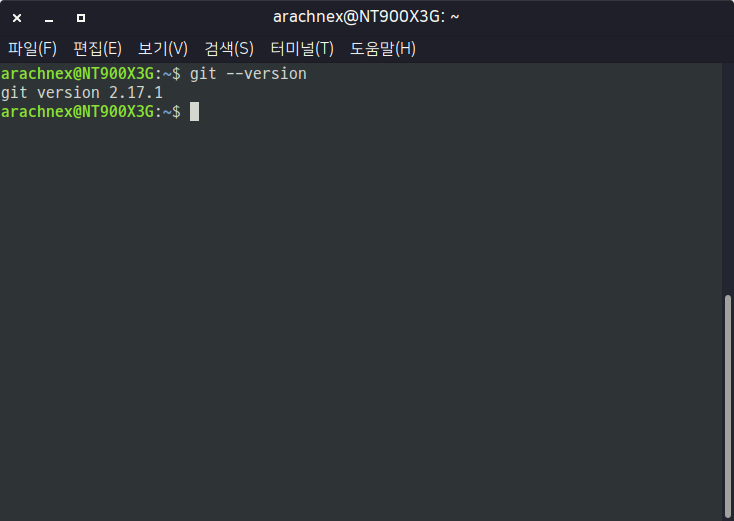 arachnex@NT900X3G: ~
파일(F) 편집(E) 보기(V) 검색(S) 터미널(T) 도움말(H)
arachnex@NT900X3G:~$ git --version
git version 2.17.1
arachnex@NT900X3G:~$